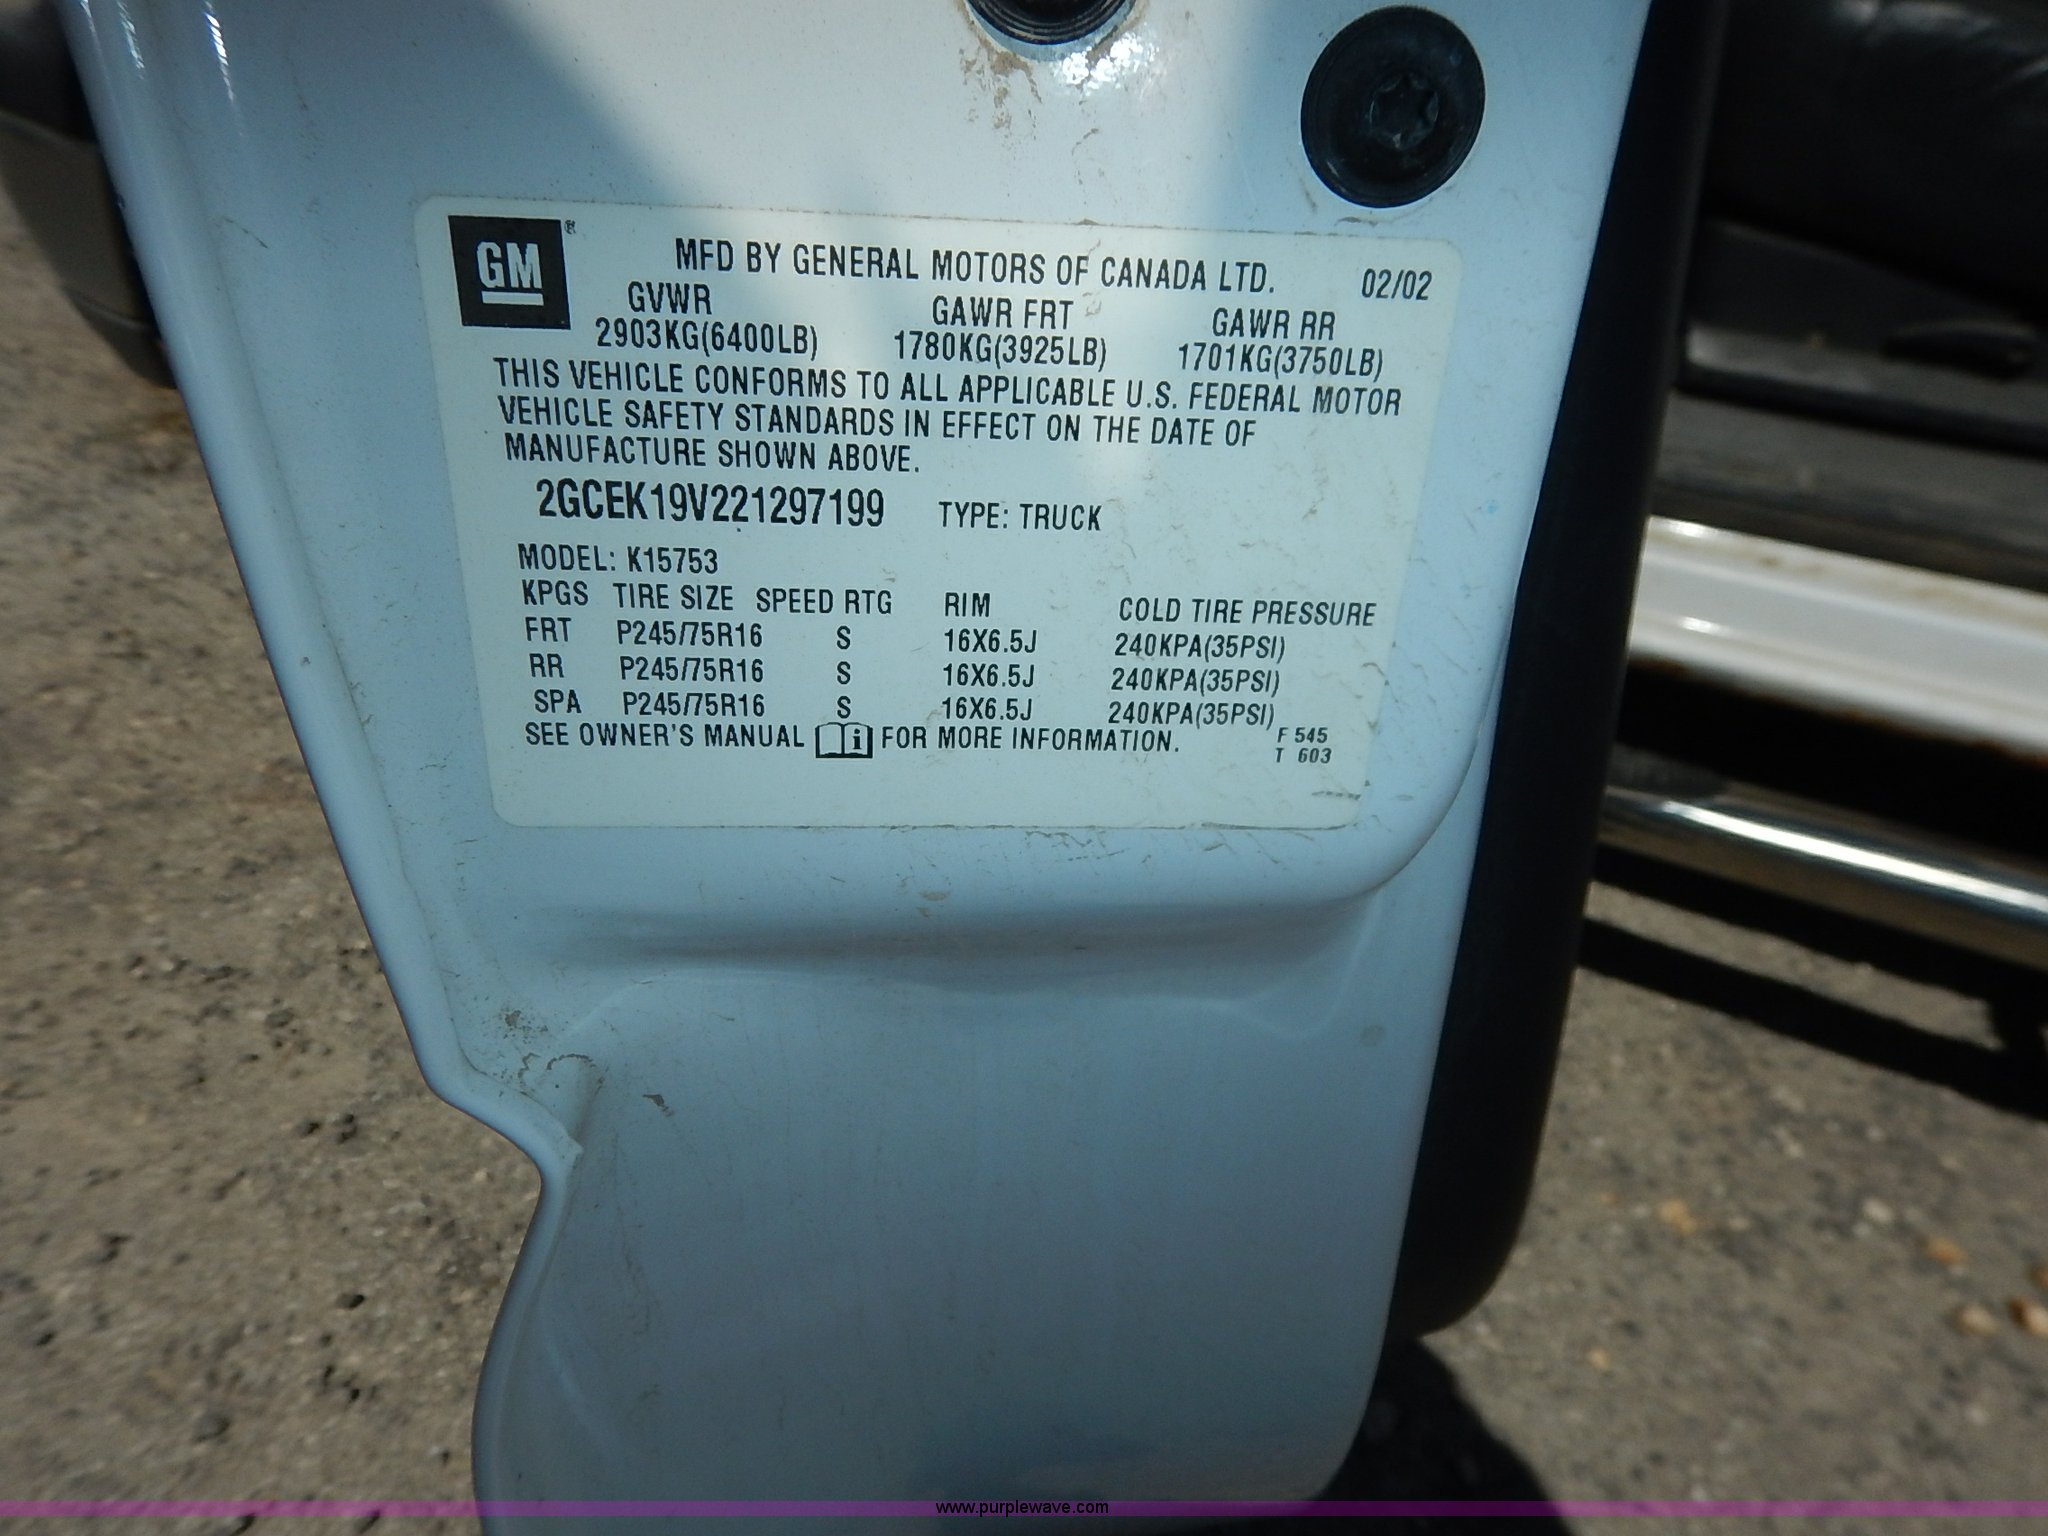 GM ®
MFD BY GENERAL MOTORS OF CANADA LTD. 02/02
GVWR GAWR FRT GAWR RR
2903KG(6400LB) 1780KG(3925LB) 1701KG(3750LB)
THIS VEHICLE CONFORMS TO ALL APPLICABLE U.S. FEDERAL MOTOR
VEHICLE SAFETY STANDARDS IN EFFECT ON THE DATE OF
MANUFACTURE SHOWN ABOVE.
2GCEK19V221297199 TYPE: TRUCK
MODEL: K15753
KPGS TIRE SIZE SPEED RTG RIM COLD TIRE PRESSURE
FRT P245/75R16 S 16X6.5J 240KPA(35PSI)
RR P245/75R16 S 16X6.5J 240KPA(35PSI)
SPA P245/75R16 S 16X6.5J 240KPA(35PSI)
SEE OWNER'S MANUAL i FOR MORE INFORMATION. F 545
T 603
www.purplewave.com